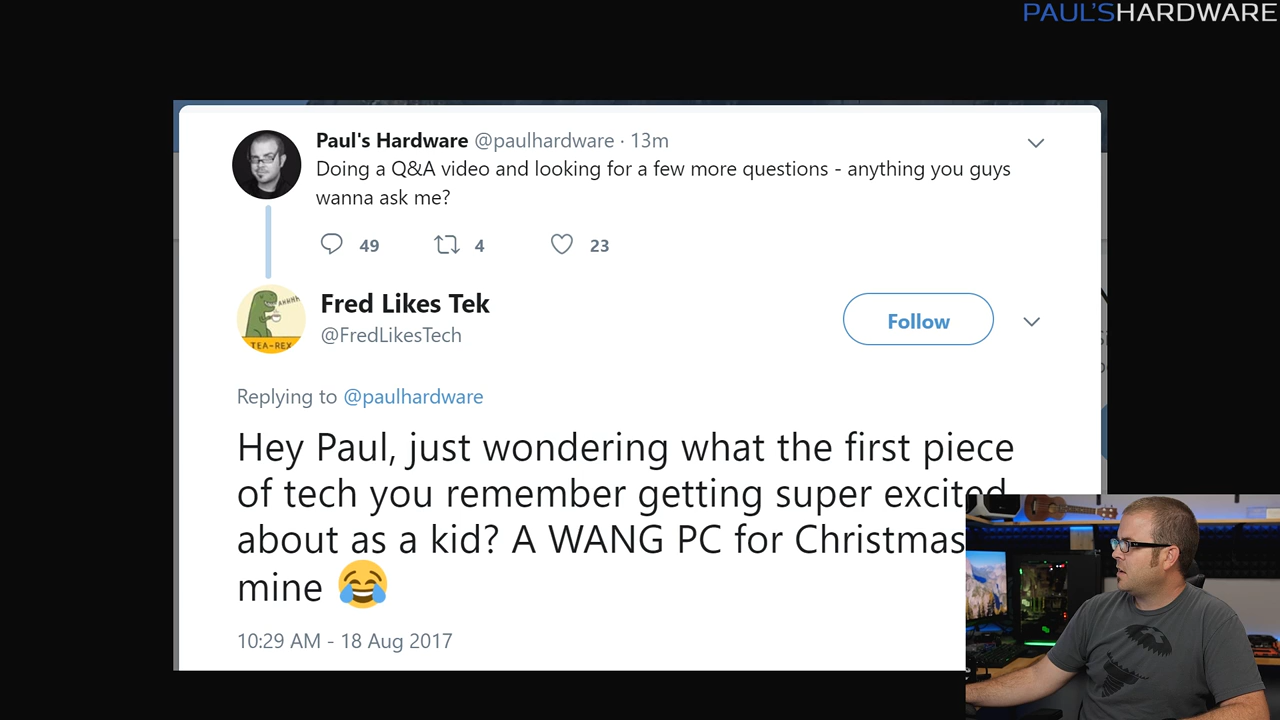 PAUL'SHARDWARE
Paul's Hardware @paulhardware · 13m
Doing a Q&A video and looking for a few more questions - anything you guys
wanna ask me?
49 4 23
AHHHH
TEA-REX
Fred Likes Tek
@FredLikesTech
Follow
Replying to @paulhardware
Hey Paul, just wondering what the first piece
of tech you remember getting super excited
about as a kid? A WANG PC for Christmas
mine 😂
10:29 AM - 18 Aug 2017